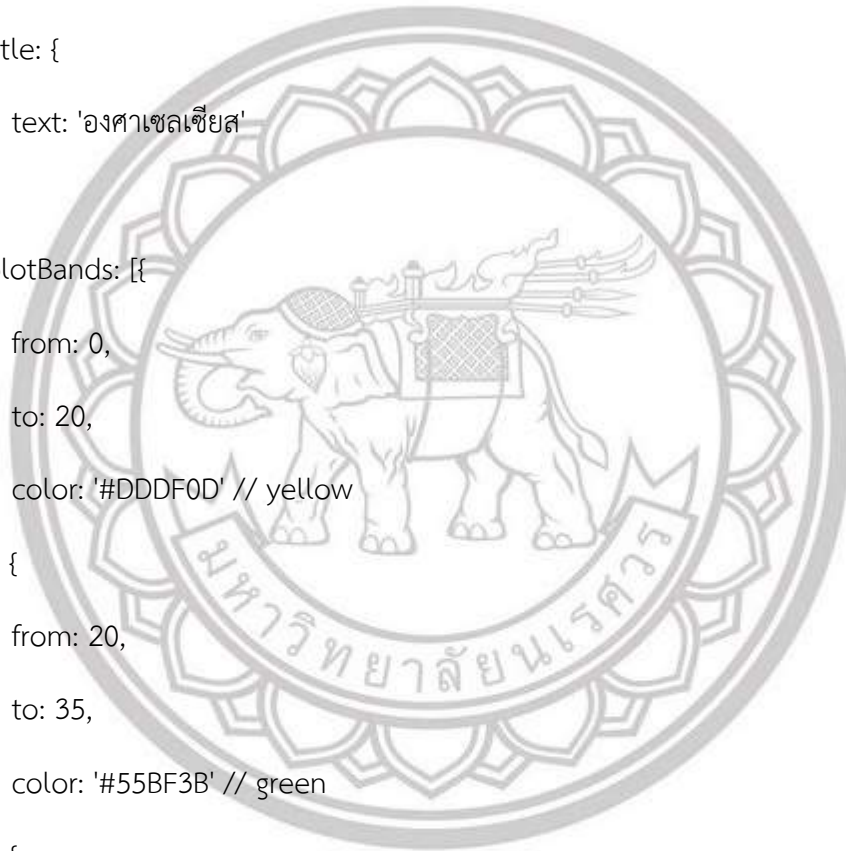 tle: {
text: 'องศาเซลเซียส'
lotBands: [{
from: 0,
to: 20,
color: '#DDDF0D' // yellow
{
from: 20,
to: 35,
color: '#55BF3B' // green
มหาวิทยาลัยนเรศวร